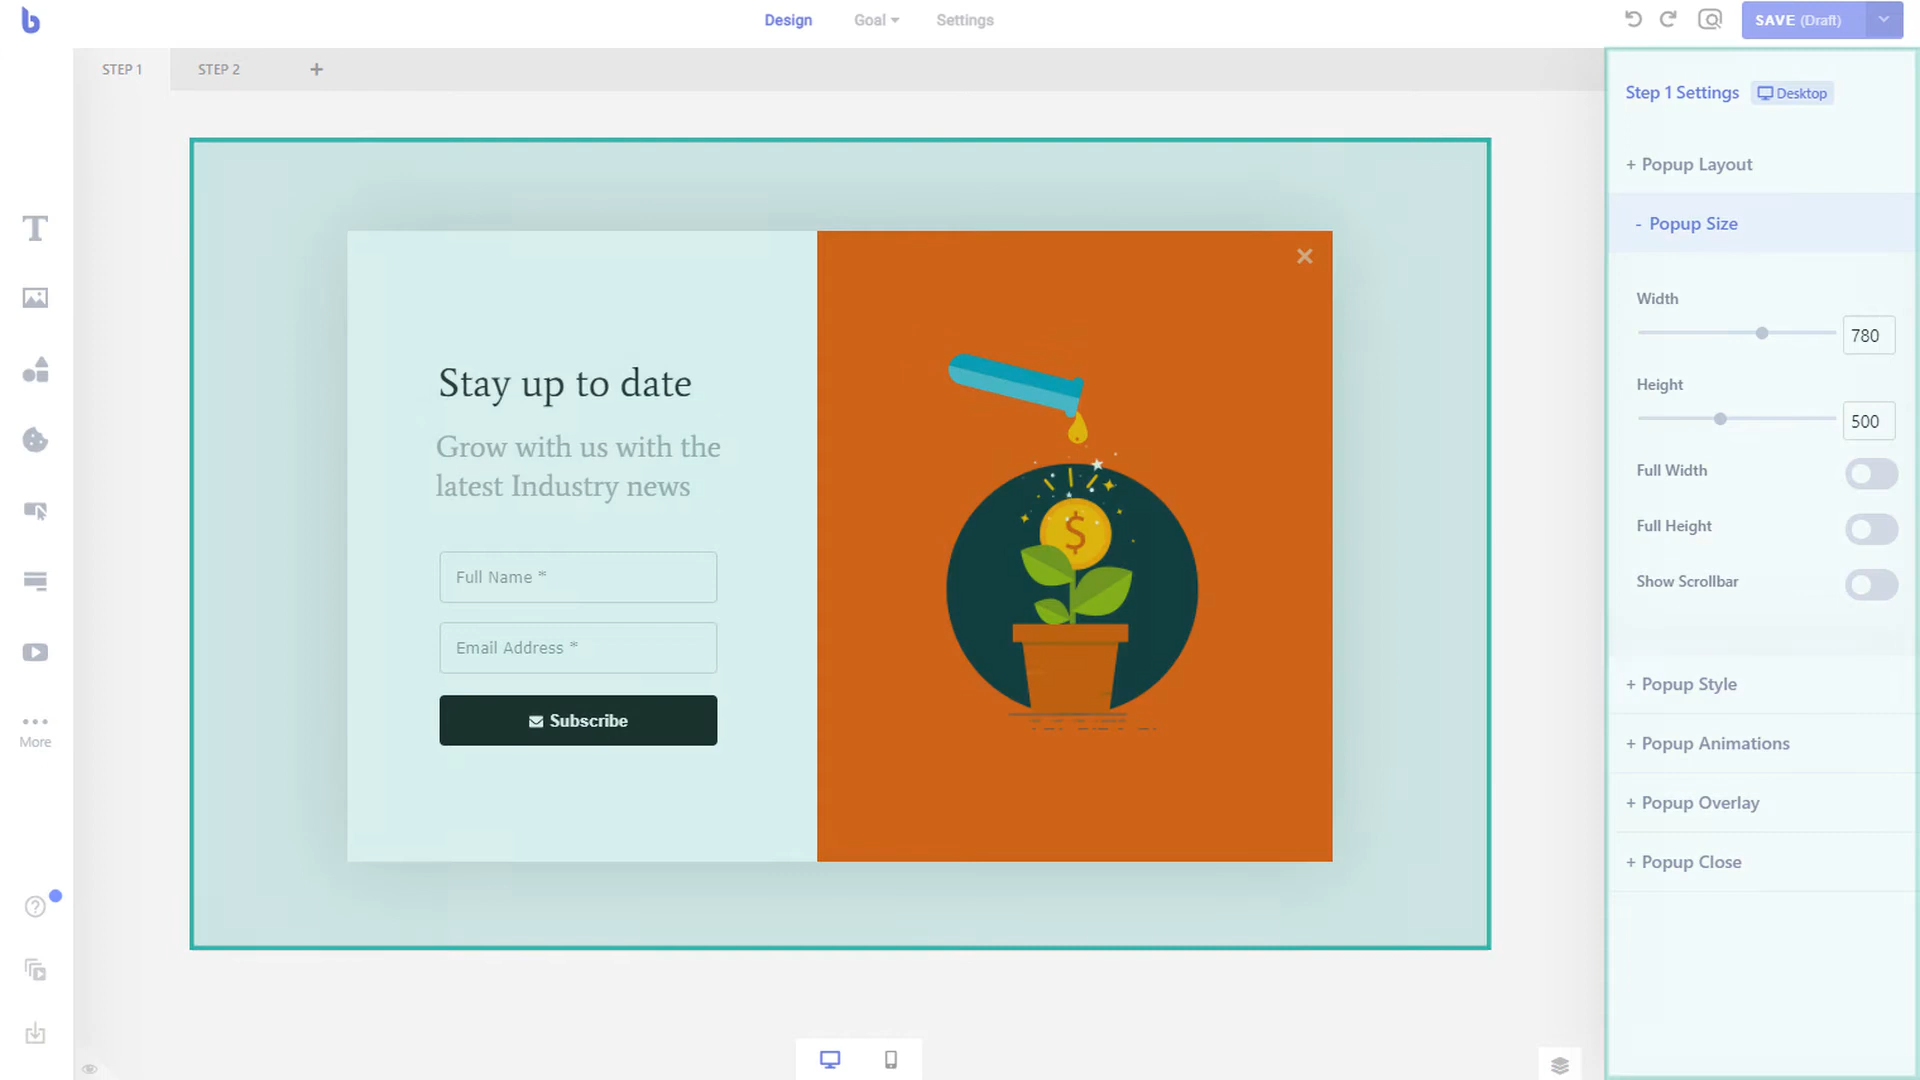 b
Design
Goal
Settings
SAVE (Draft)
STEP 1
STEP 2
+
Step 1 Settings
Desktop
+ Popup Layout
- Popup Size
Width
780
Height
500
Full Width
Full Height
Show Scrollbar
+ Popup Style
+ Popup Animations
+ Popup Overlay
+ Popup Close
T
More
Stay up to date
Grow with us with the
latest Industry news
Full Name *
Email Address *
Subscribe
$